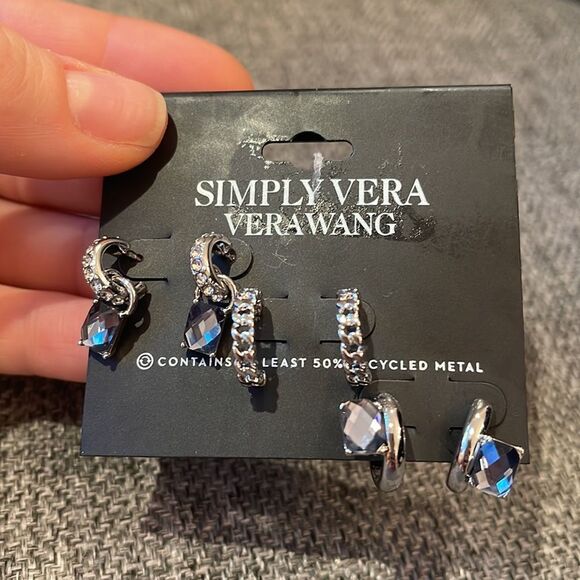 SIMPLY VERA
VERAWANG
CONTAINS LEAST 50% CYCLED METAL